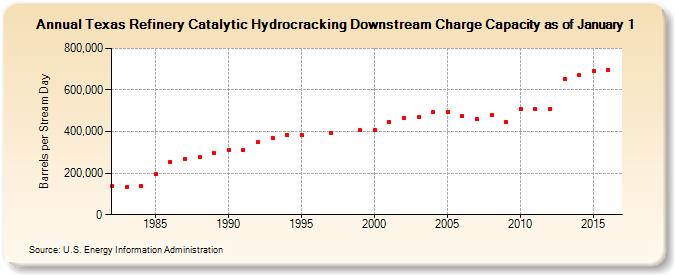 Annual Texas Refinery Catalytic Hydrocracking Downstream Charge Capacity as of January 1
Barrels per Stream Day
800,000
600,000
400,000
200,000
0
1985 1990 1995 2000 2005 2010 2015
Source: U.S. Energy Information Administration